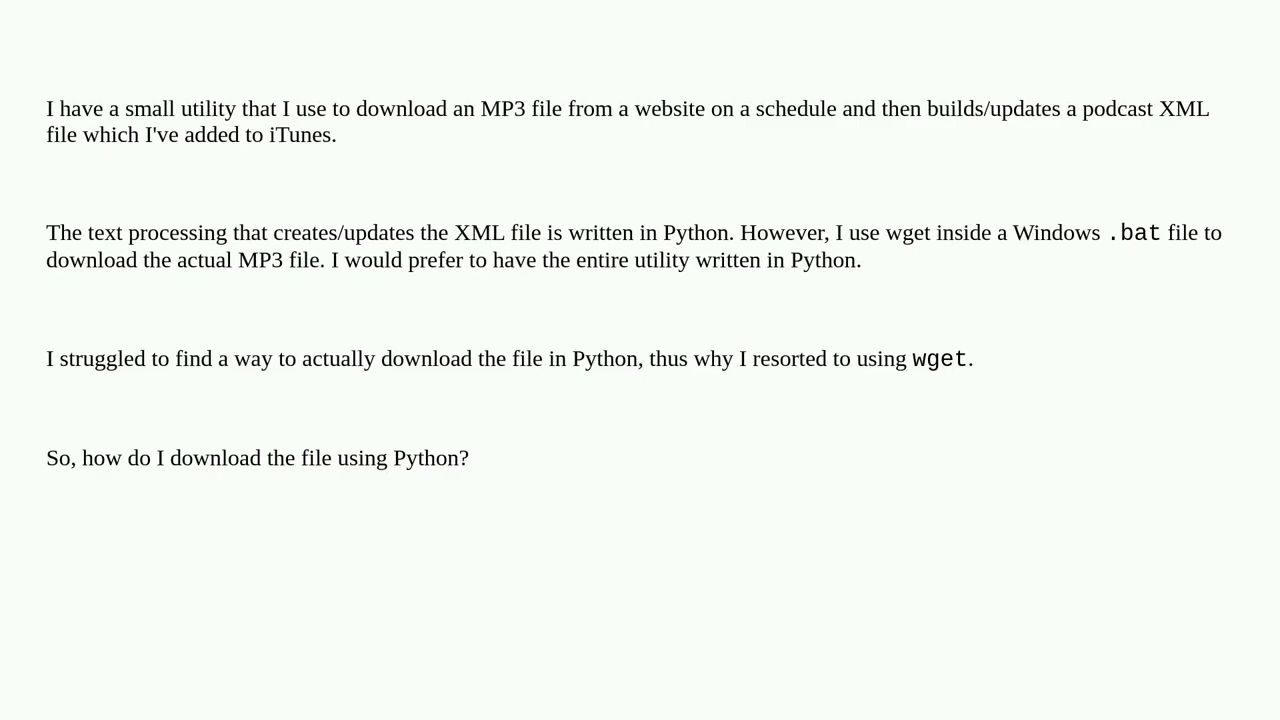 I have a small utility that I use to download an MP3 file from a website on a schedule and then builds/updates a podcast XML
file which I've added to iTunes.
The text processing that creates/updates the XML file is written in Python. However, I use wget inside a Windows .bat file to
download the actual MP3 file. I would prefer to have the entire utility written in Python.
I struggled to find a way to actually download the file in Python, thus why I resorted to using wget.
So, how do I download the file using Python?